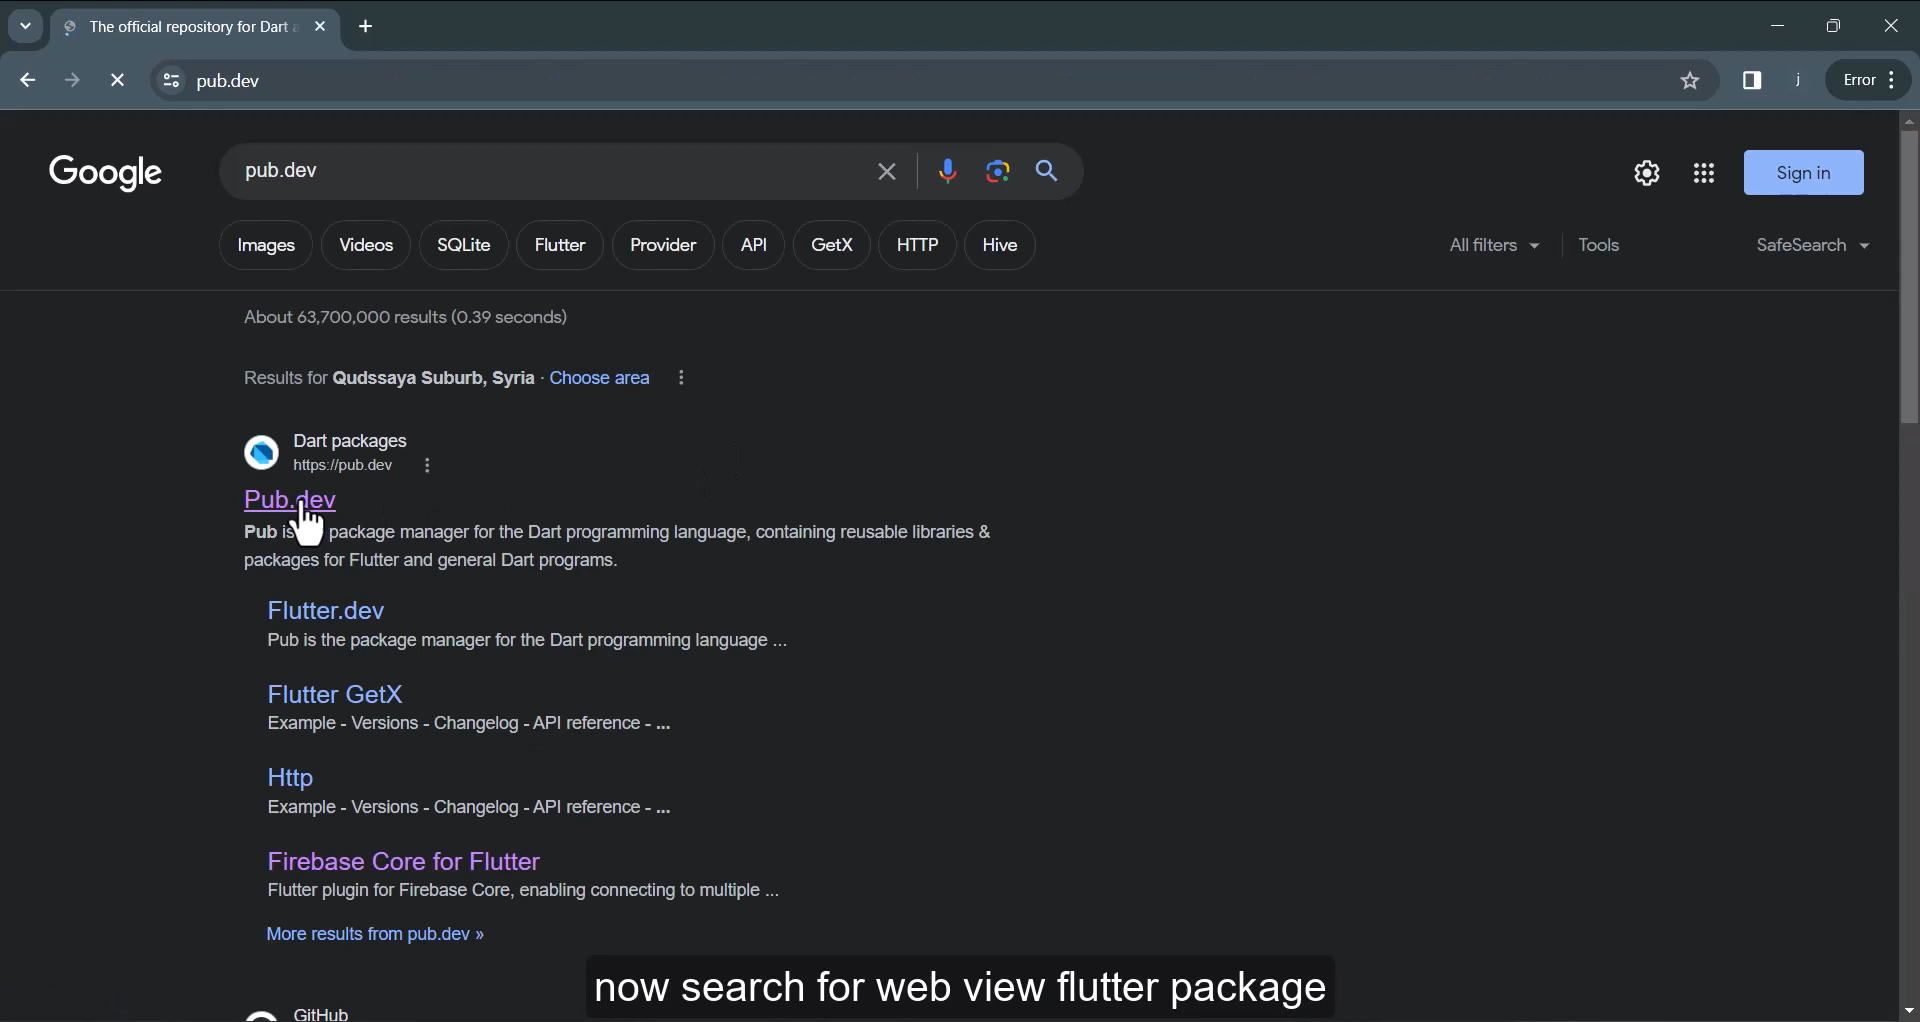 The official repository for Dart a
pub.dev
j
Error
Google
pub.dev
Sign in
Images
Videos
SQLite
Flutter
Provider
API
GetX
HTTP
Hive
All filters
Tools
SafeSearch
About 63,700,000 results (0.39 seconds)
Results for Qudssaya Suburb, Syria · Choose area
Dart packages
https://pub.dev
Pub.dev
Pub is package manager for the Dart programming language, containing reusable libraries &
packages for Flutter and general Dart programs.
Flutter.dev
Pub is the package manager for the Dart programming language ...
Flutter GetX
Example - Versions - Changelog - API reference - ...
Http
Example - Versions - Changelog - API reference - ...
Firebase Core for Flutter
Flutter plugin for Firebase Core, enabling connecting to multiple ...
More results from pub.dev »
GitHub
now search for web view flutter package